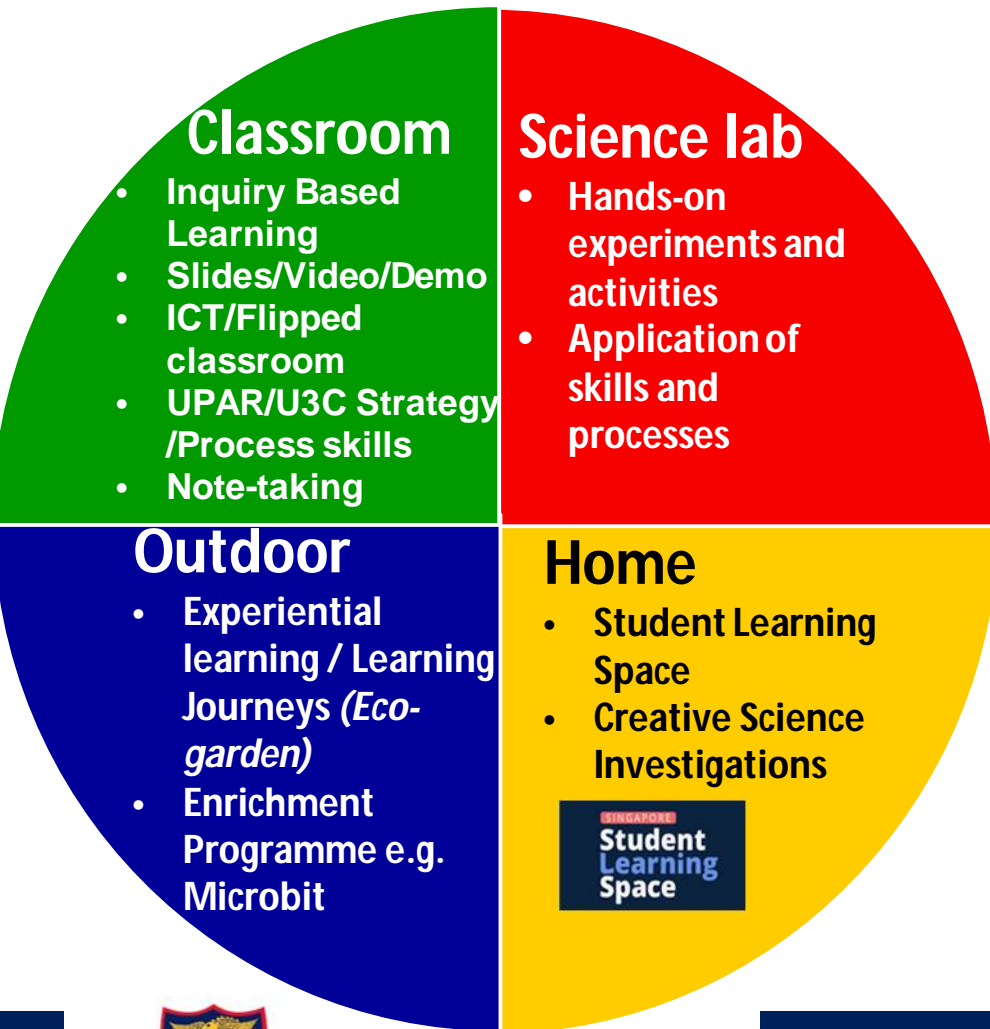 Classroom
• Inquiry Based
Learning
• Slides/Video/Demo
• ICT/Flipped
classroom
• UPAR/U3C Strategy
/Process skills
• Note-taking
Science lab
• Hands-on
experiments and
activities
• Application of
skills and
processes
Outdoor
• Experiential
learning / Learning
Journeys (Eco-
garden)
• Enrichment
Programme e.g.
Microbit
Home
• Student Learning
Space
• Creative Science
Investigations
SINGAPORE
Student
Learning
Space